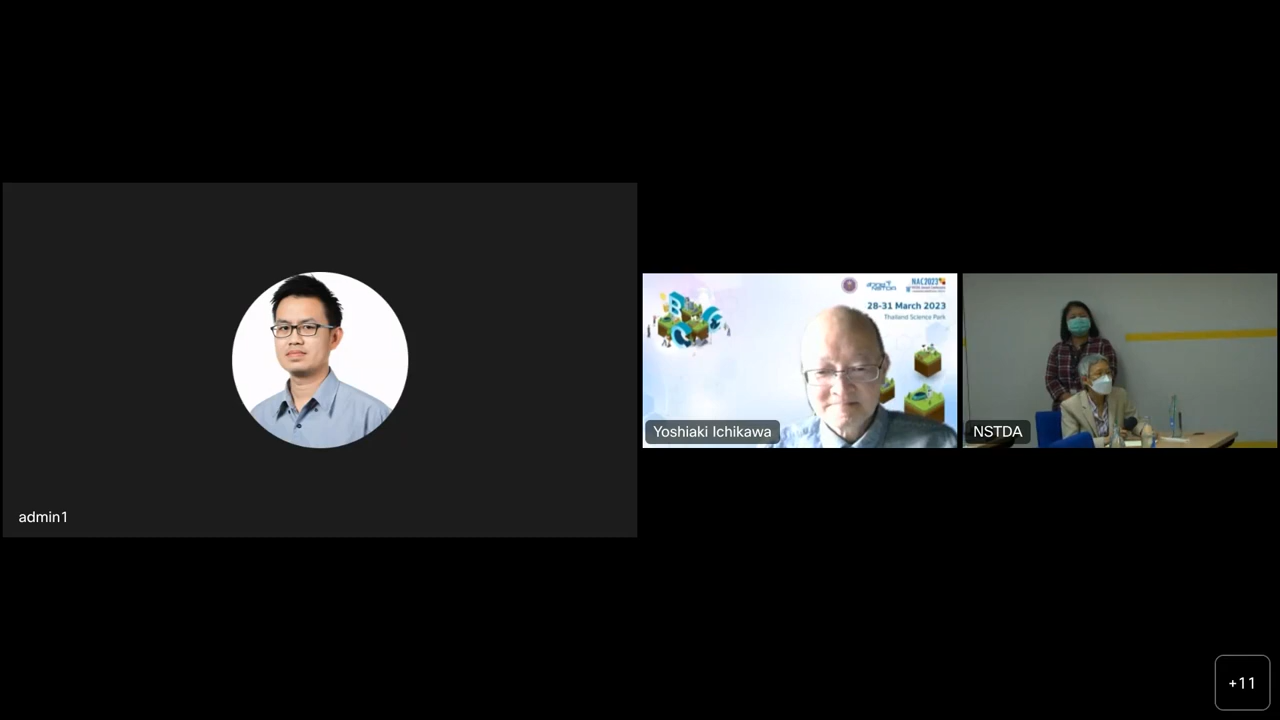 admin1
Yoshiaki Ichikawa
NSTDA
NAC2023
28-31 March 2023
Thailand Science Park
+11